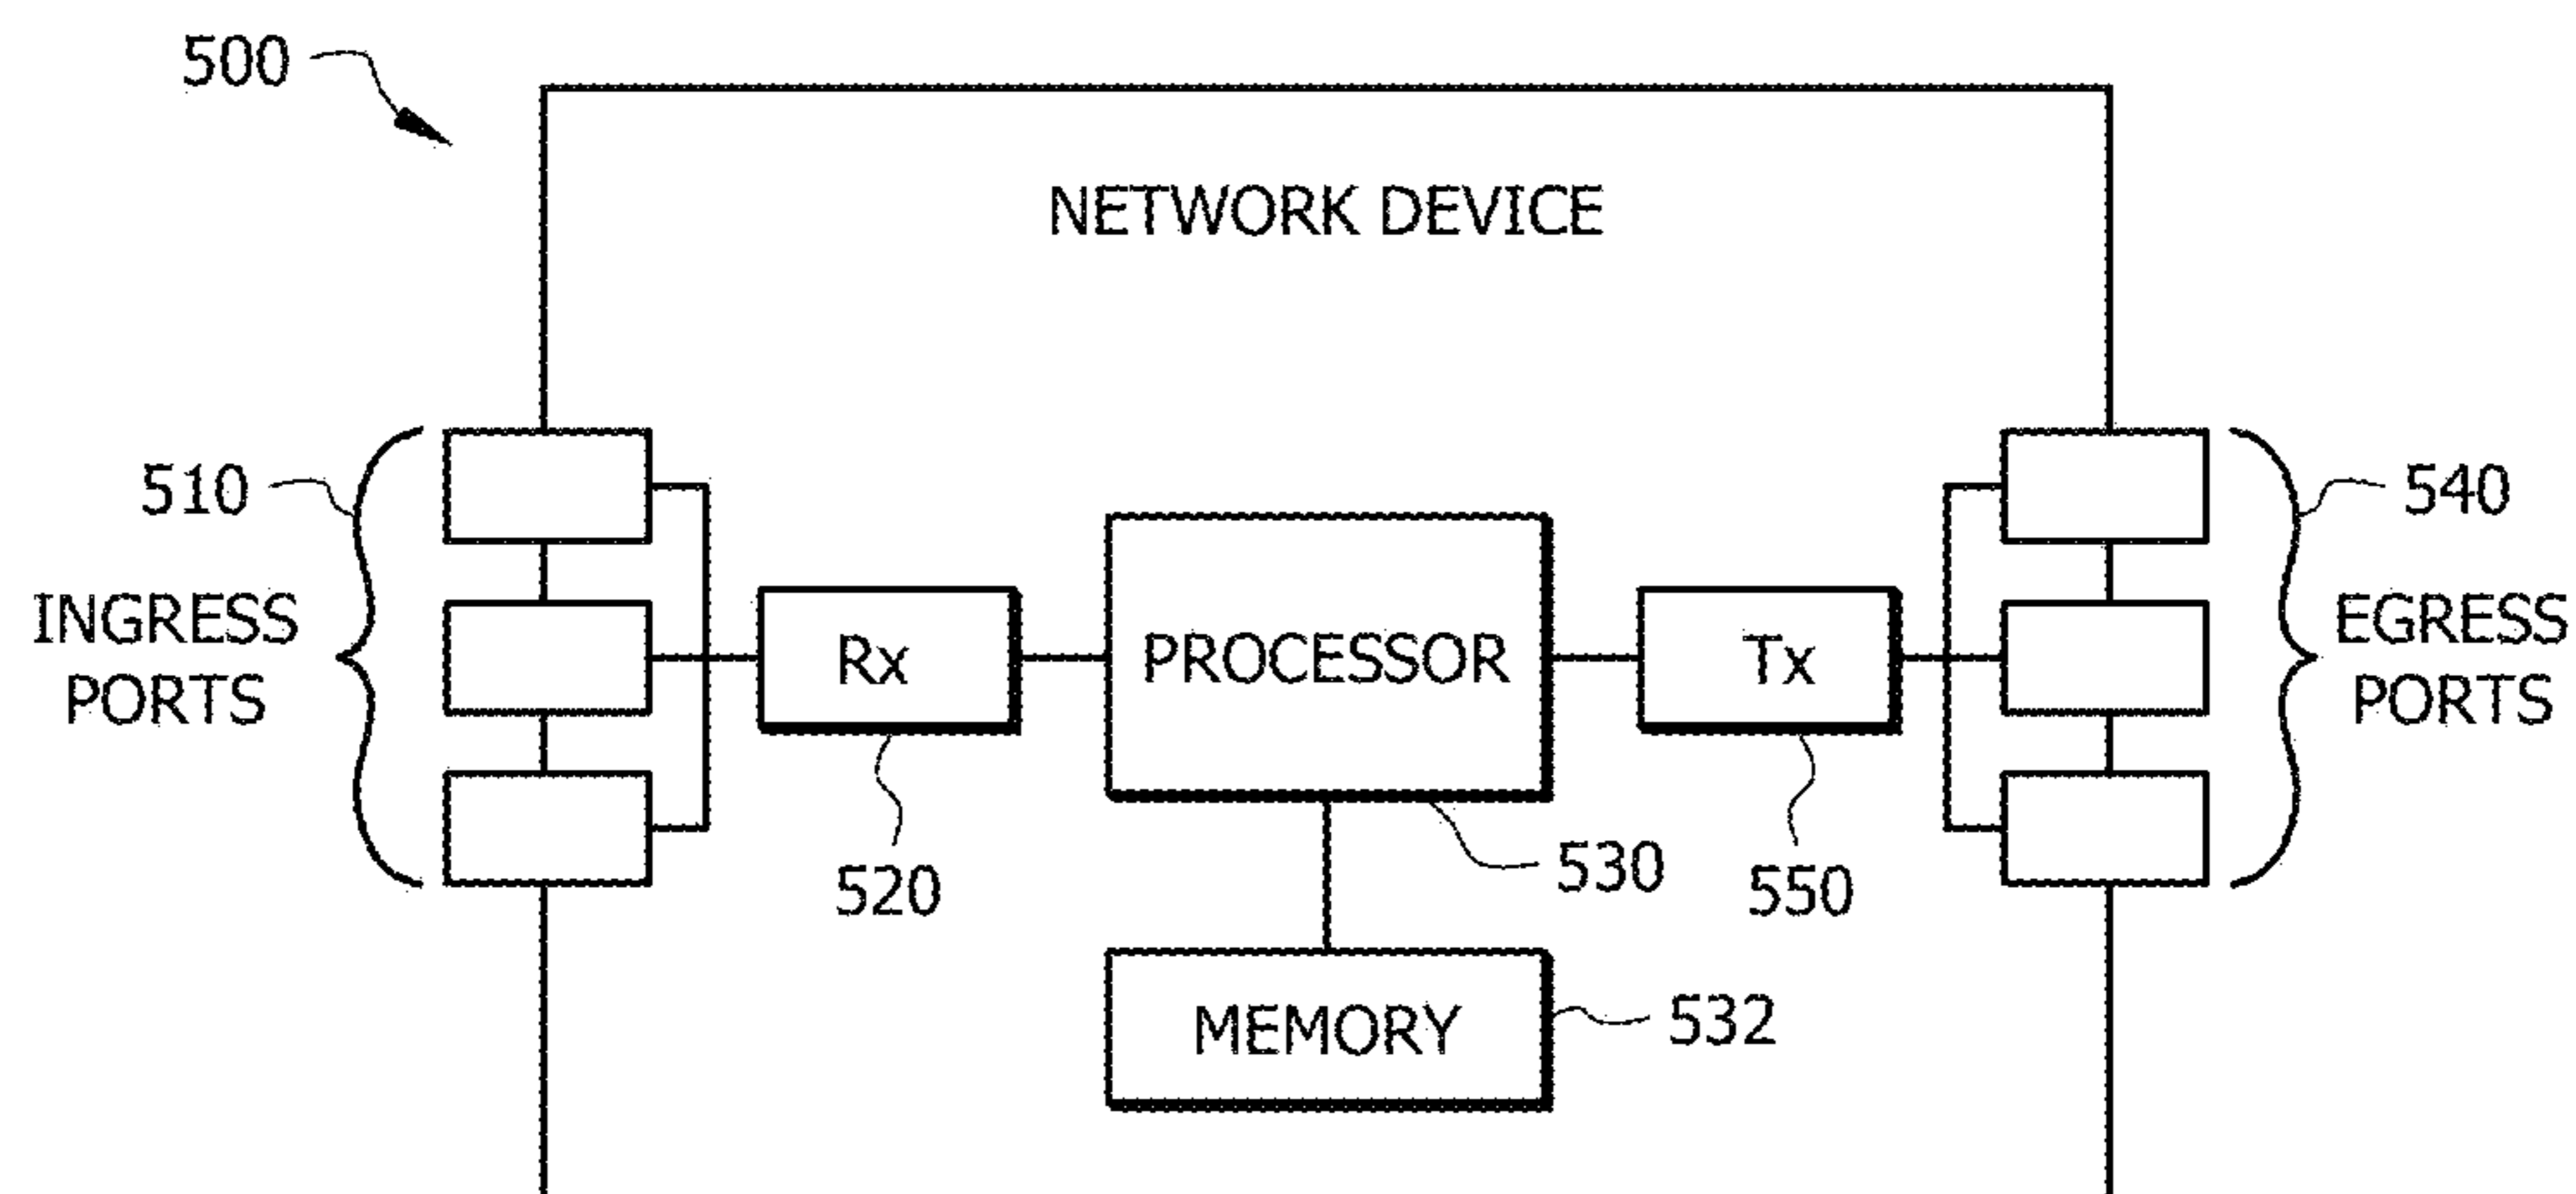 500
NETWORK DEVICE
510
INGRESS
PORTS
Rx
520
PROCESSOR
530
MEMORY
532
Tx
550
540
EGRESS
PORTS